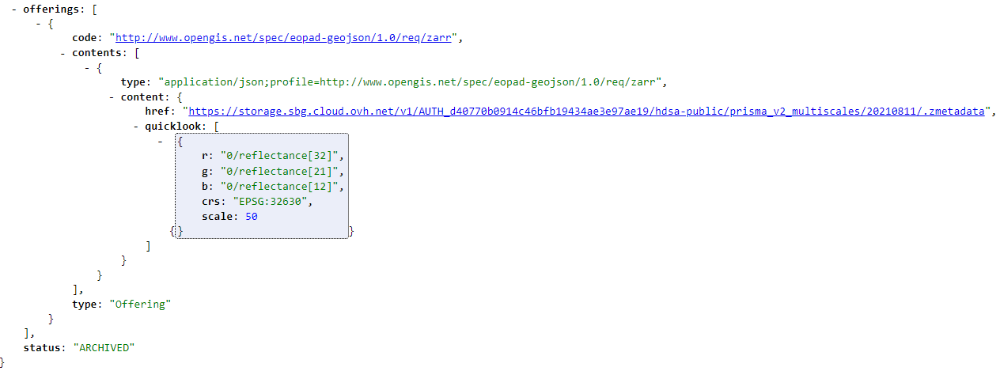 - offerings: [
- {
code: "http://www.opengis.net/spec/eopad-geojson/1.0/req/zarr",
- contents: [
- {
type: "application/json;profile=http://www.opengis.net/spec/eopad-geojson/1.0/req/zarr",
- content: {
href: "https://storage.sbg.cloud.ovh.net/v1/AUTH_d40770b0914c46bfb19434ae3e97ae19/hdsa-public/prisma_v2_multiscales/20210811/.zmetadata",
- quicklook: [
- {
r: "0/reflectance[32]",
g: "0/reflectance[21]",
b: "0/reflectance[12]",
crs: "EPSG:32630",
scale: 50
{} }
]
}
}
],
type: "Offering"
}
],
status: "ARCHIVED"
}